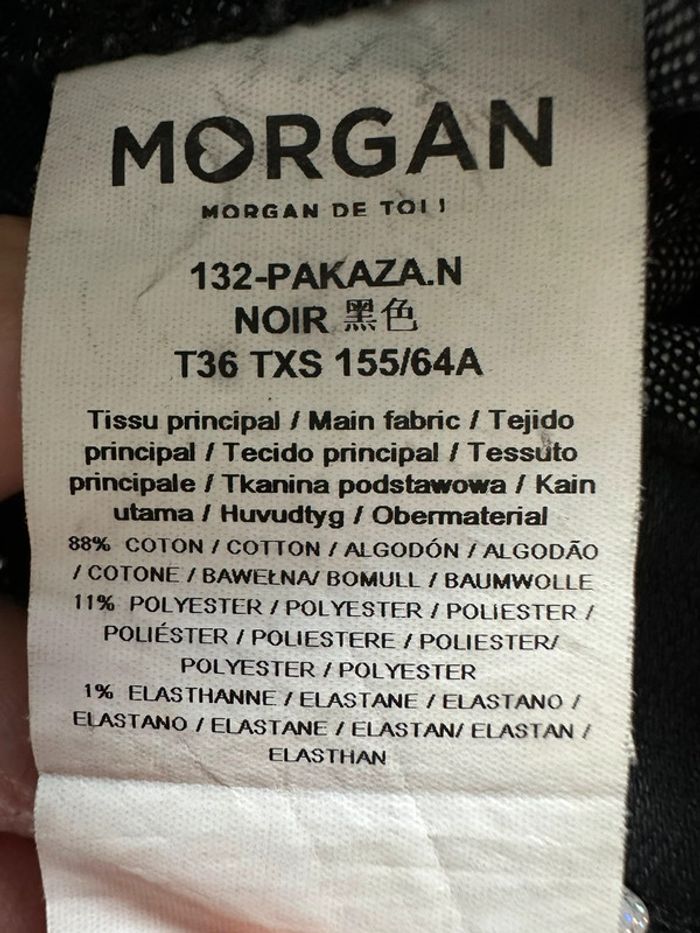 MORGAN
MORGAN DE TOI !
132-PAKAZA.N
NOIR 黑色
T36 TXS 155/64A
Tissu principal / Main fabric / Tejido
principal / Tecido principal / Tessuto
principale / Tkanina podstawowa / Kain
utama / Huvudtyg / Obermaterial
88% COTON / COTTON / ALGODÓN / ALGODÃO
/ COTONE / BAWEŁNA/ BOMULL / BAUMWOLLE
11% POLYESTER / POLYESTER / POLIESTER /
POLIÉSTER / POLIESTERE / POLIESTER/
POLYESTER / POLYESTER
1% ELASTHANNE / ELASTANE / ELASTANO /
ELASTANO / ELASTANE / ELASTAN/ ELASTAN /
ELASTHAN